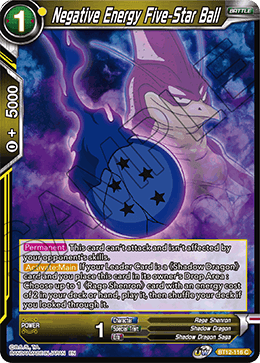 1
Negative Energy Five-Star Ball
BATTLE
+ 5000
Permanent This card can't attack and isn't affected by
your opponent's skills.
Activate Main If your Leader Card is a《Shadow Dragon》
card and you place this card in its owner's Drop Area :
Choose up to 1《Rage Shenron》card with an energy cost
of 2 in your deck or hand, play it, then shuffle your deck if
you looked through it.
POWER
1
Character
Rage Shenron
Special Trait
Shadow Dragon
Era
Shadow Dragon Saga
BT12-116 C